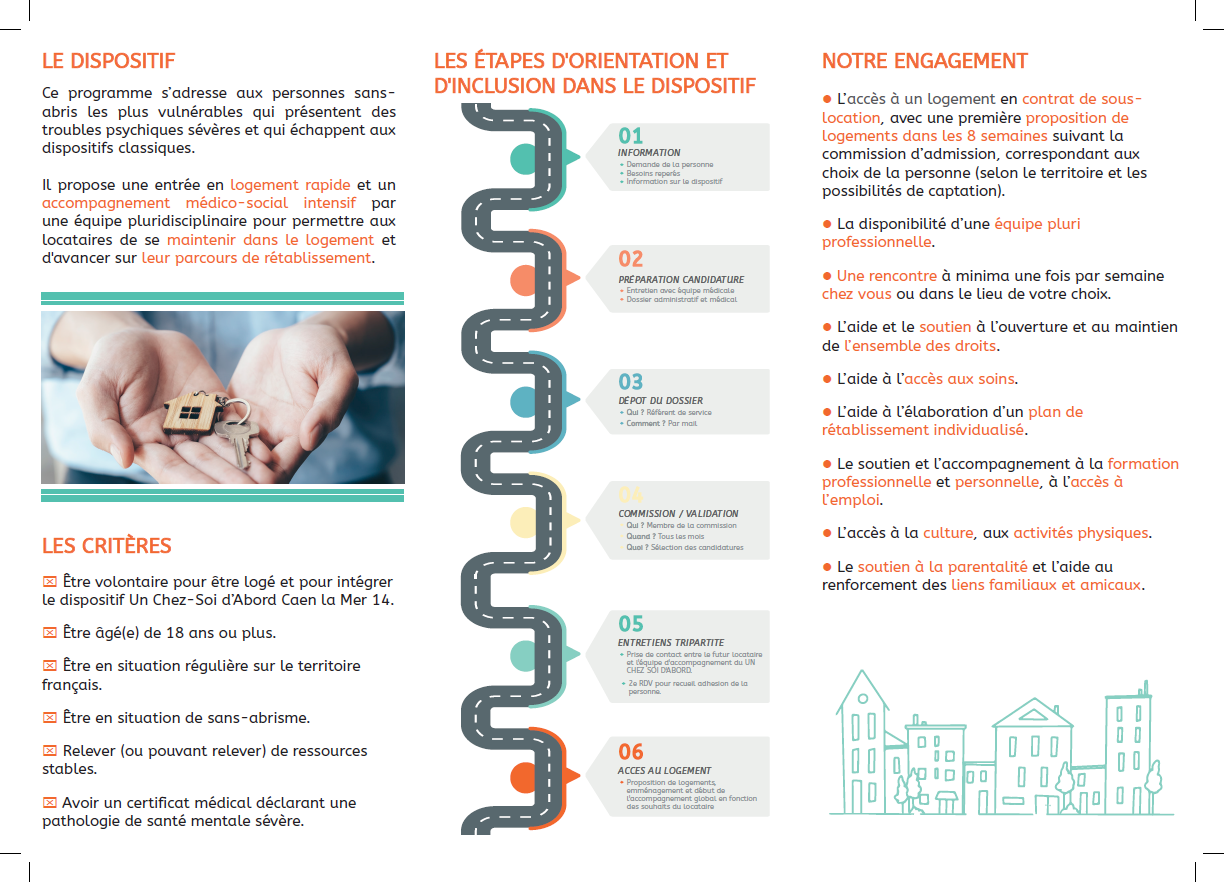 LE DISPOSITIF
Ce programme s’adresse aux personnes sans-
abris les plus vulnérables qui présentent des
troubles psychiques sévères et qui échappent aux
dispositifs classiques.
Il propose une entrée en logement rapide et un
accompagnement médico-social intensif par
une équipe pluridisciplinaire pour permettre aux
locataires de se maintenir dans le logement et
d'avancer sur leur parcours de rétablissement.
LES CRITÈRES
Être volontaire pour être logé et pour intégrer
le dispositif Un Chez-Soi d’Abord Caen la Mer 14.
Être âgé(e) de 18 ans ou plus.
Être en situation régulière sur le territoire
français.
Être en situation de sans-abrisme.
Relever (ou pouvant relever) de ressources
stables.
Avoir un certificat médical déclarant une
pathologie de santé mentale sévère.
LES ÉTAPES D'ORIENTATION ET
D'INCLUSION DANS LE DISPOSITIF
01
INFORMATION
Demande de la personne
Besoins reperés
Information sur le dispositif
02
PRÉPARATION CANDIDATURE
Entretien avec équipe médicale
Dossier administratif et médical
03
DÉPOT DU DOSSIER
Qui ? Référent de service
Comment ? Par mail
04
COMMISSION / VALIDATION
Qui ? Membre de la commission
Quand ? Tous les mois
Quoi ? Sélection des candidatures
05
ENTRETIENS TRIPARTITE
Prise de contact entre le futur locataire
et l'équipe d'accompagnement du UN
CHEZ SOI D'ABORD.
2e RDV pour recueil adhesion de la
personne.
06
ACCES AU LOGEMENT
Proposition de logements,
emménagement et début de
l'accompagnement global en fonction
des souhaits du locataire
NOTRE ENGAGEMENT
● L’accès à un logement en contrat de sous-
location, avec une première proposition de
logements dans les 8 semaines suivant la
commission d’admission, correspondant aux
choix de la personne (selon le territoire et les
possibilités de captation).
● La disponibilité d’une équipe pluri
professionnelle.
● Une rencontre à minima une fois par semaine
chez vous ou dans le lieu de votre choix.
● L’aide et le soutien à l’ouverture et au maintien
de l’ensemble des droits.
● L’aide à l’accès aux soins.
● L’aide à l’élaboration d’un plan de
rétablissement individualisé.
● Le soutien et l’accompagnement à la formation
professionnelle et personnelle, à l’accès à
l’emploi.
● L’accès à la culture, aux activités physiques.
● Le soutien à la parentalité et l’aide au
renforcement des liens familiaux et amicaux.